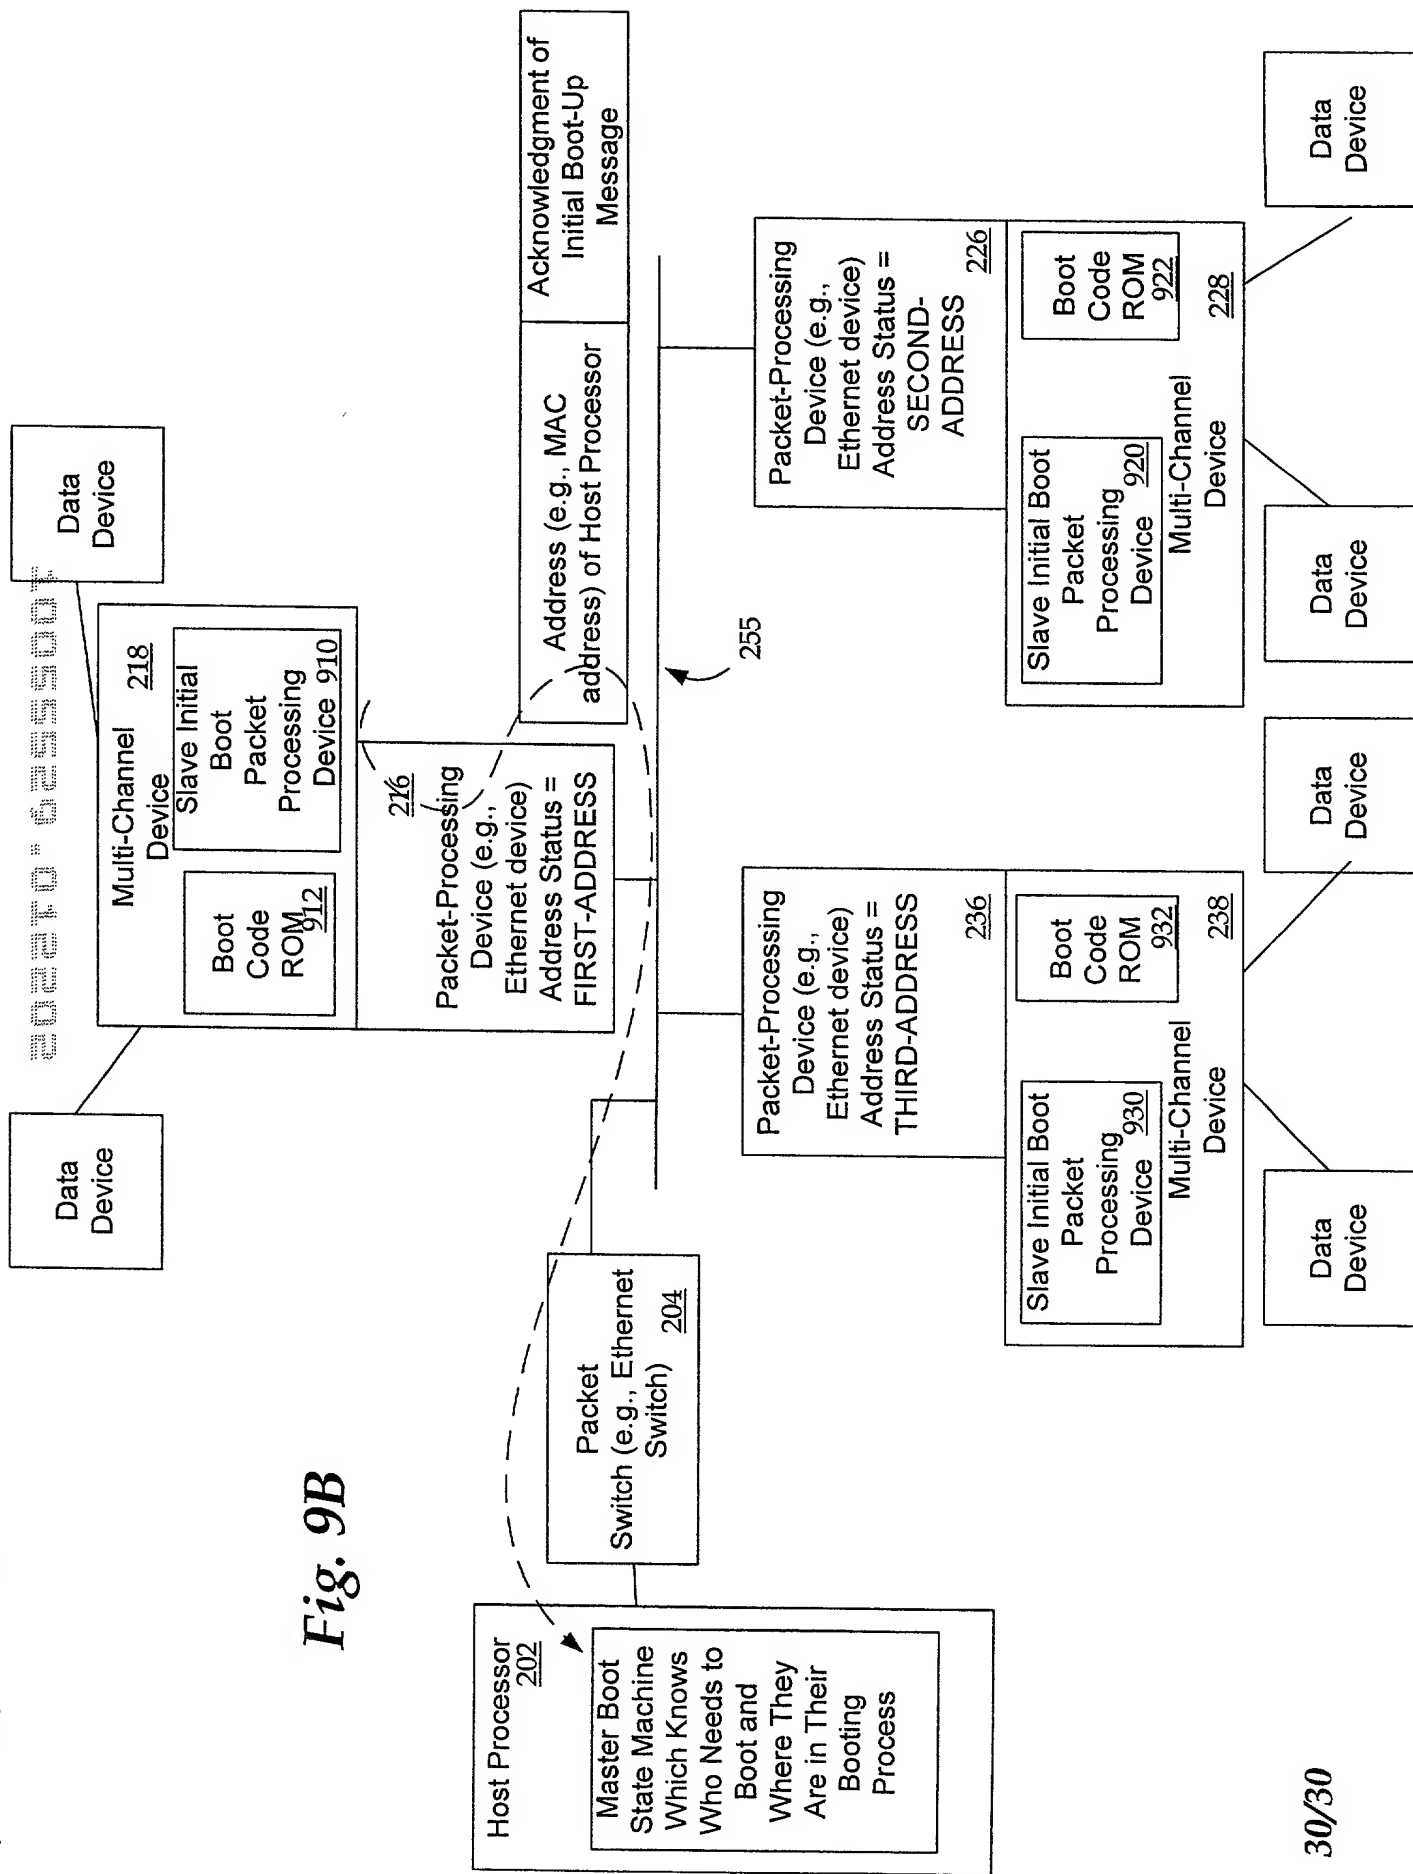 Fig. 9B
Host Processor
202
Master Boot
State Machine
Which Knows
Who Needs to
Boot and
Where They
Are in Their
Booting
Process
Packet
Switch (e.g., Ethernet
Switch)
204
Data
Device
Data
Device
Multi-Channel
Device
218
Boot
Code
ROM
912
Slave Initial
Boot
Packet
Processing
Device 910
216
Packet-Processing
Device (e.g.,
Ethernet device)
Address Status =
FIRST-ADDRESS
Address (e.g., MAC
address) of Host Processor
Acknowledgment of
Initial Boot-Up
Message
255
Packet-Processing
Device (e.g.,
Ethernet device)
Address Status =
THIRD-ADDRESS
236
Slave Initial Boot
Packet
Processing
Device 930
Boot
Code
ROM
932
Multi-Channel
Device
238
Data
Device
Data
Device
Packet-Processing
Device (e.g.,
Ethernet device)
Address Status =
SECOND-
ADDRESS
226
Slave Initial Boot
Packet
Processing
Device 920
Boot
Code
ROM
922
Multi-Channel
Device
228
Data
Device
Data
Device
30/30